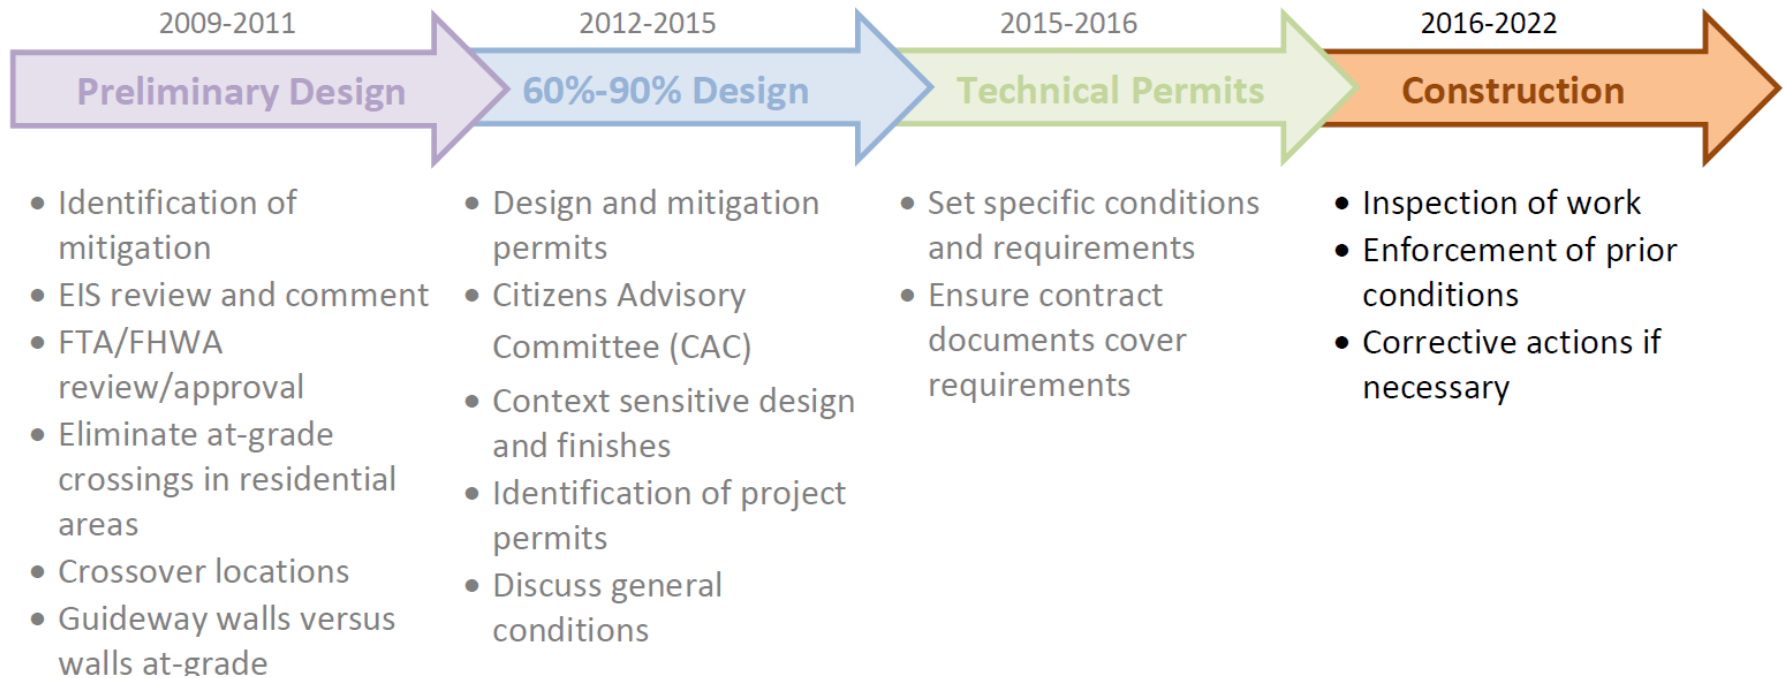 2009-2011
2012-2015
2015-2016
2016-2022
Preliminary Design
60%-90% Design
Technical Permits
Construction
• Identification of
mitigation
• EIS review and comment
• FTA/FHWA
review/approval
• Eliminate at-grade
crossings in residential
areas
• Crossover locations
• Guideway walls versus
walls at-grade
• Design and mitigation
permits
• Citizens Advisory
Committee (CAC)
• Context sensitive design
and finishes
• Identification of project
permits
• Discuss general
conditions
• Set specific conditions
and requirements
• Ensure contract
documents cover
requirements
• Inspection of work
• Enforcement of prior
conditions
• Corrective actions if
necessary